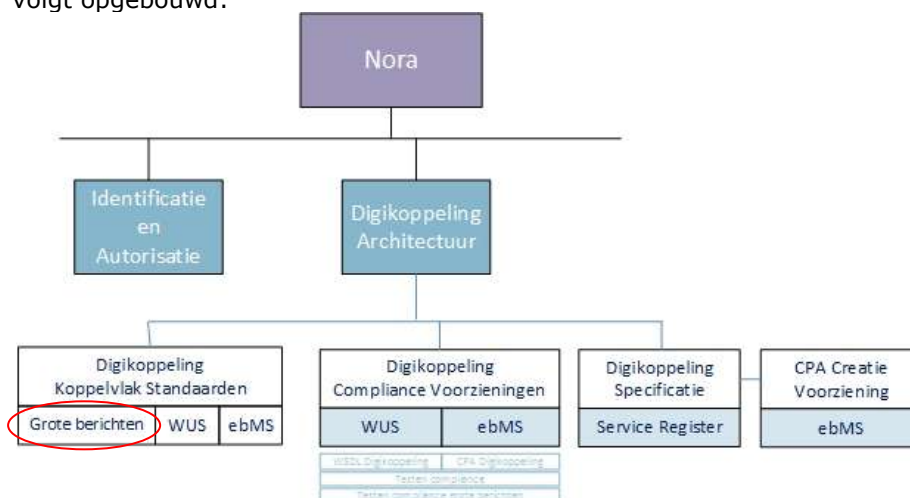 volgt opgebouwd:
Nora
Identificatie
en
Autorisatie
Digikoppeling
Architectuur
Digikoppeling
Koppelvlak Standaarden
Grote berichten
WUS
ebMS
Digikoppeling
Compliance Voorzieningen
WUS
ebMS
Digikoppeling
Specificatie
Service Register
CPA Creatie
Voorziening
ebMS
WSDL Digikoppeling
CPA Digikoppeling
Testen compliance
Testen compliance grote berichten